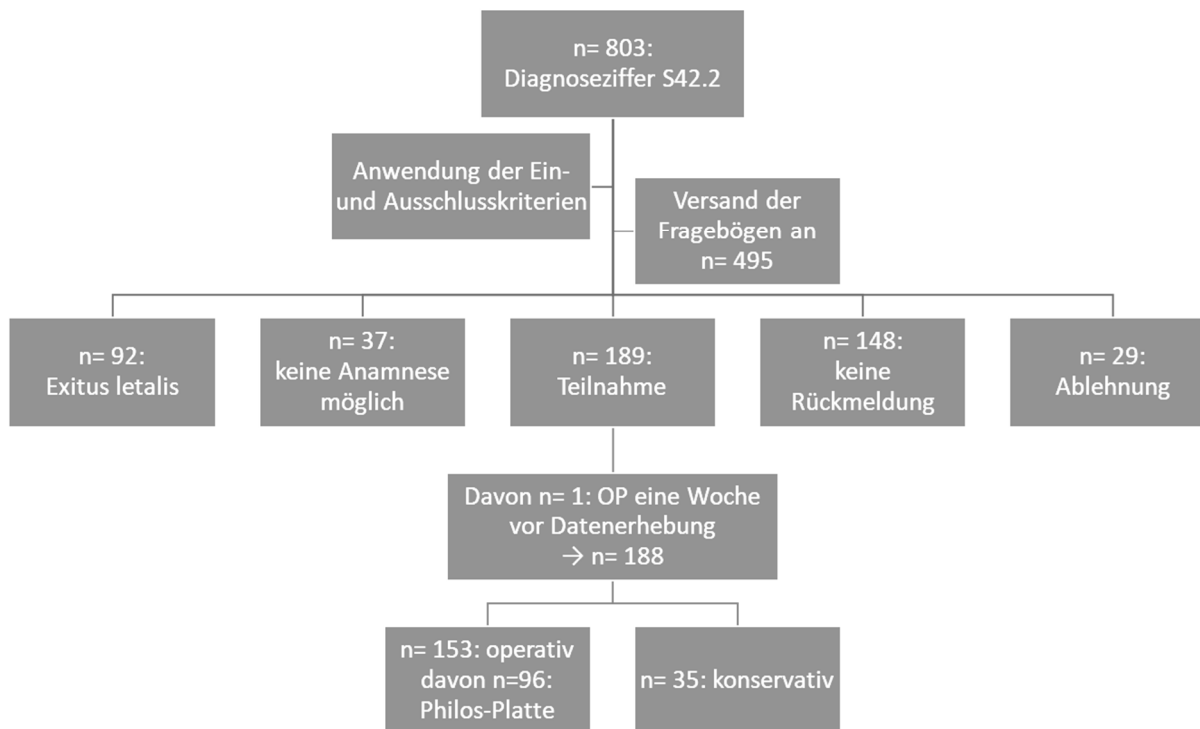 n= 803:
Diagnoseziffer S42.2
Anwendung der Ein-
und Ausschlusskriterien
Versand der
Fragebögen an
n= 495
n= 92:
Exitus letalis
n= 37:
keine Anamnese
möglich
n= 189:
Teilnahme
n= 148:
keine
Rückmeldung
n= 29:
Ablehnung
Davon n= 1: OP eine Woche
vor Datenerhebung
→ n= 188
n= 153: operativ
davon n=96:
Philos-Platte
n= 35: konservativ